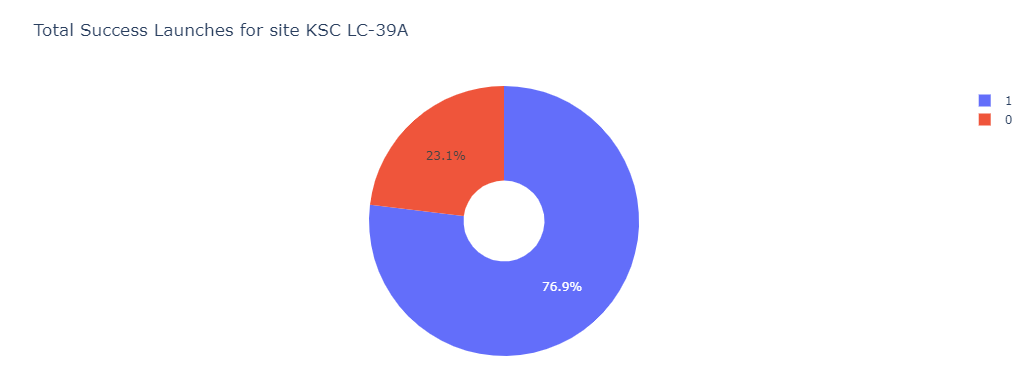 Total Success Launches for site KSC LC-39A
1
0
23.1%
76.9%